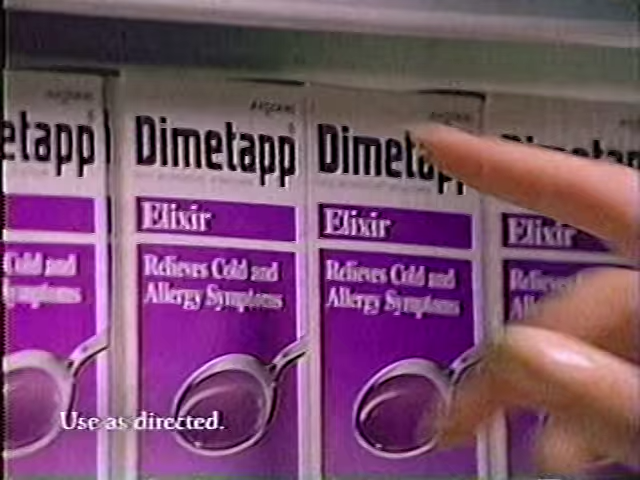 etapp
Cold and
Symptoms
A·H·ROBINS
Dimetapp
Elixir
Relieves Cold and
Allergy Symptoms
Dimetapp
Elixir
Relieves Cold and
Allergy Symptoms
Elixir
Use as directed.